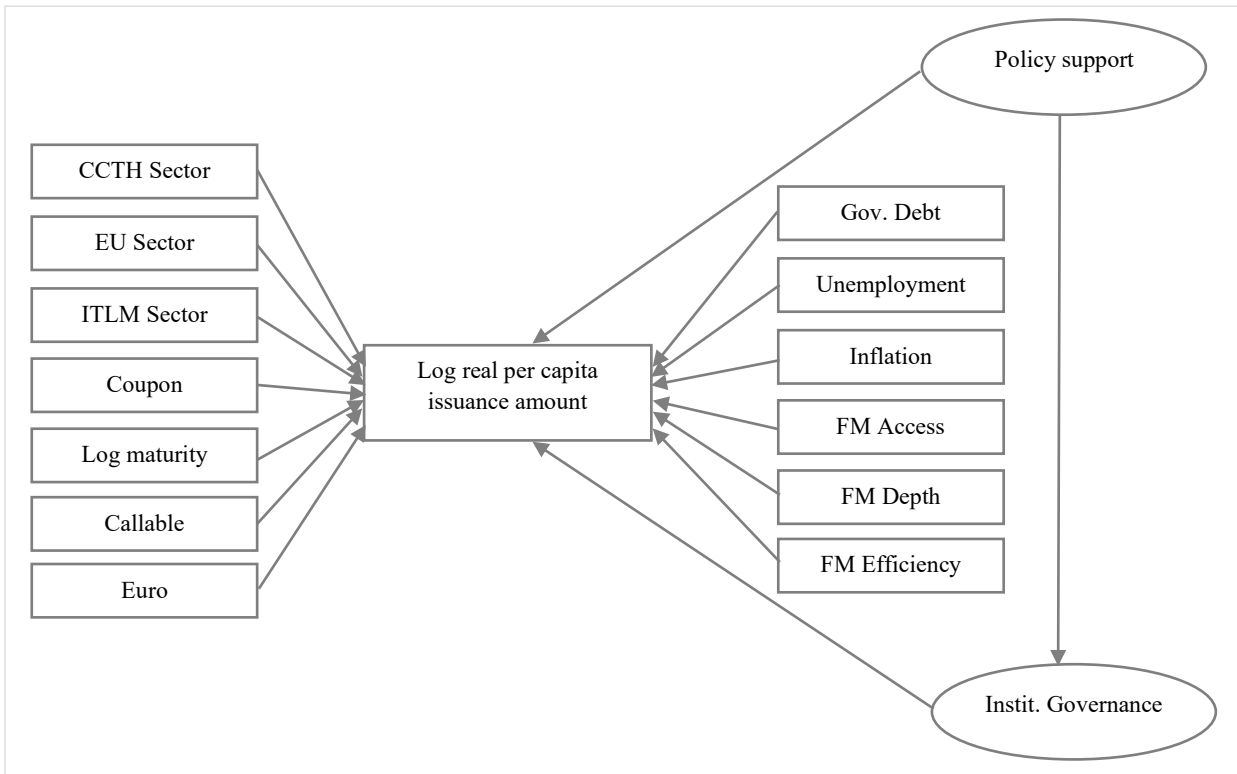 Policy support
CCTH Sector
EU Sector
ITLM Sector
Coupon
Log maturity
Callable
Euro
Log real per capita
issuance amount
Gov. Debt
Unemployment
Inflation
FM Access
FM Depth
FM Efficiency
Instit. Governance